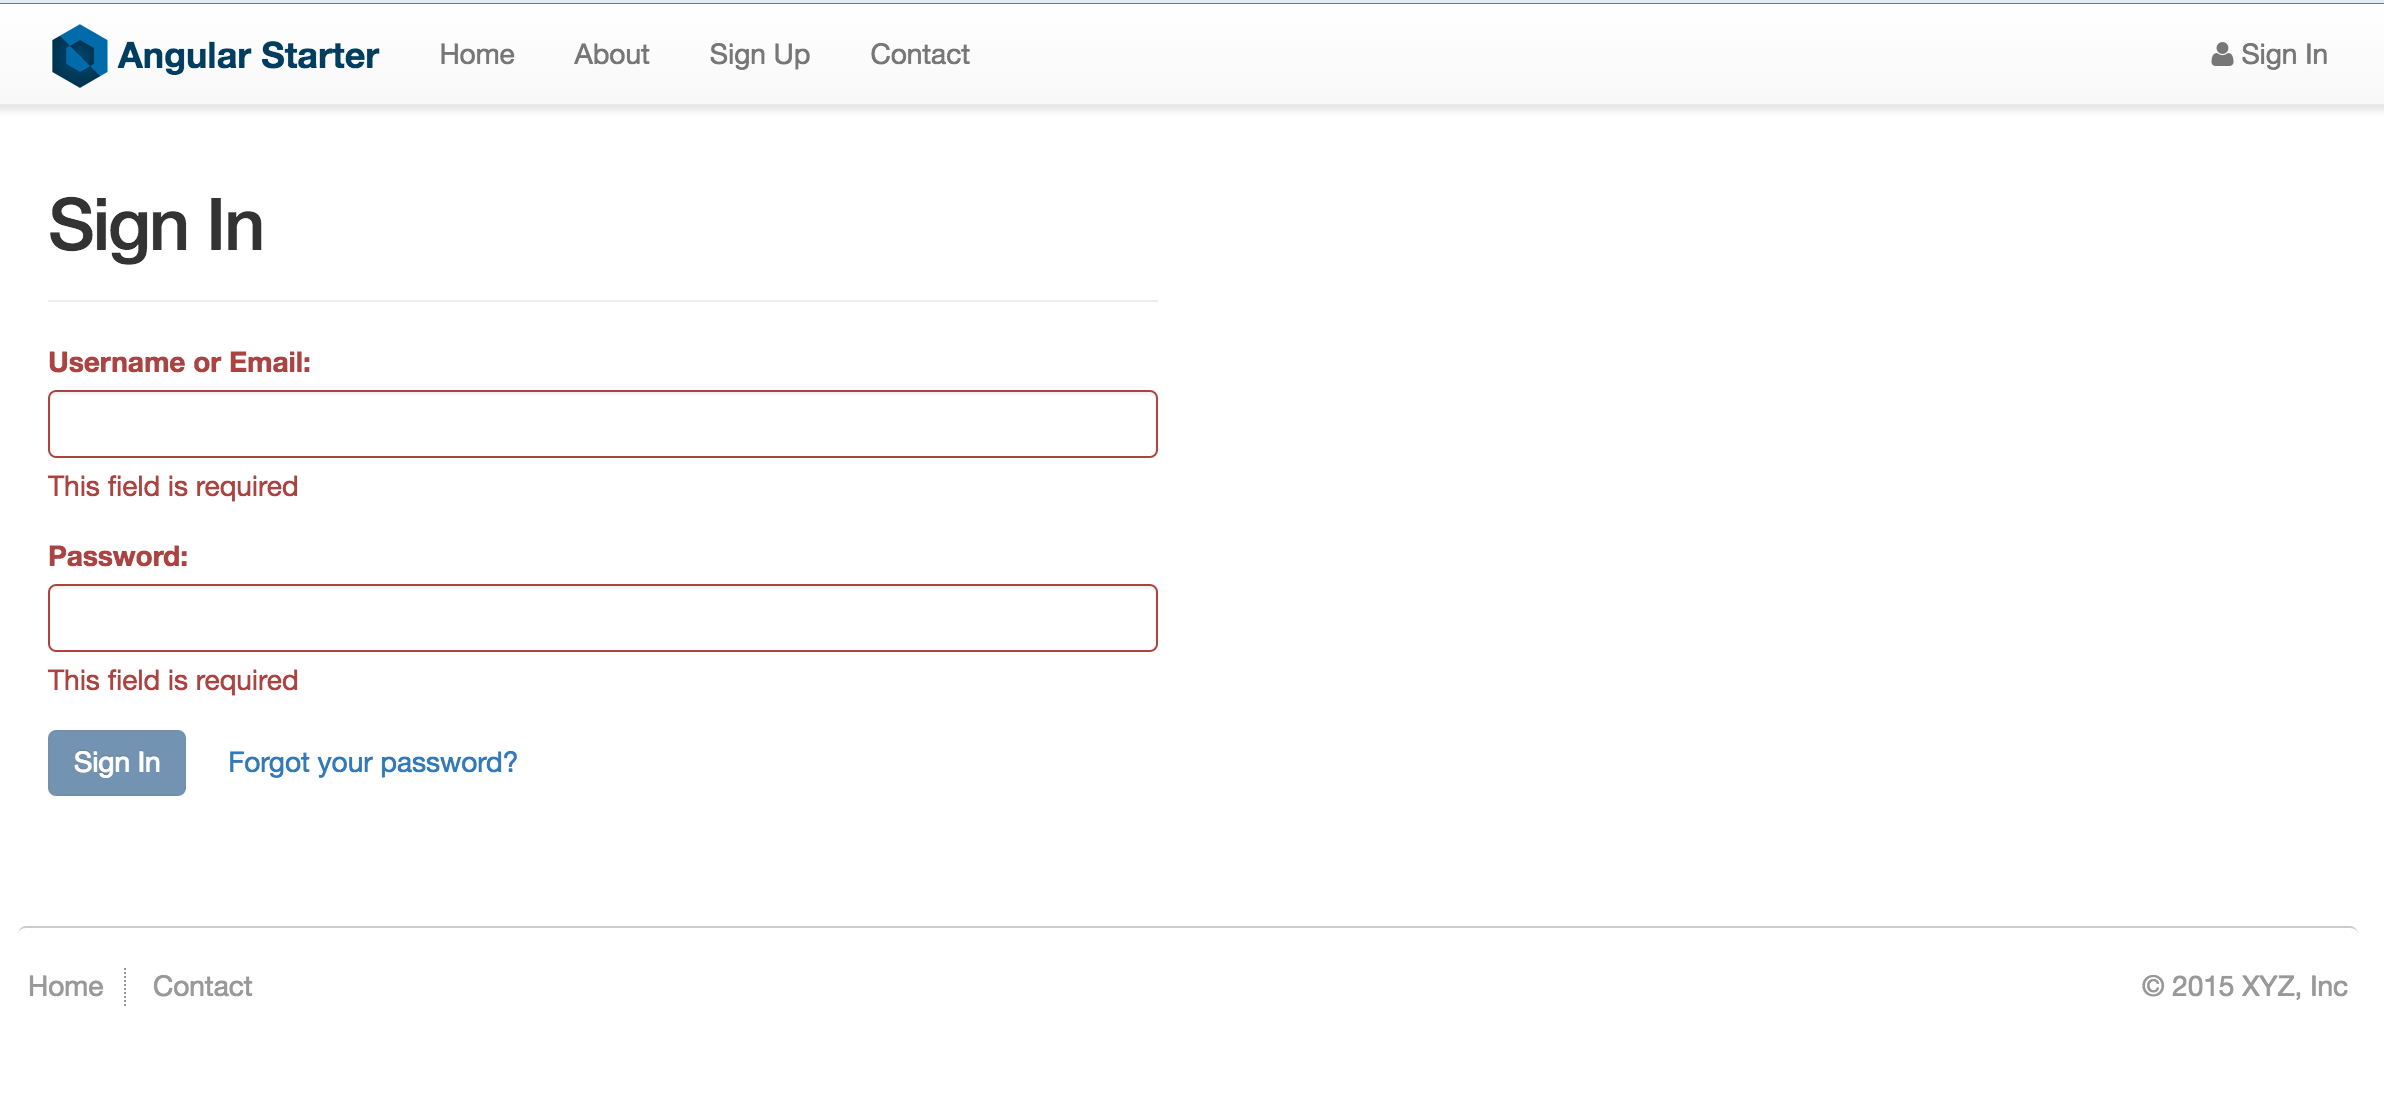 Angular Starter Home About Sign Up Contact Sign In
Sign In
Username or Email:
This field is required
Password:
This field is required
Sign In Forgot your password?
Home Contact © 2015 XYZ, Inc